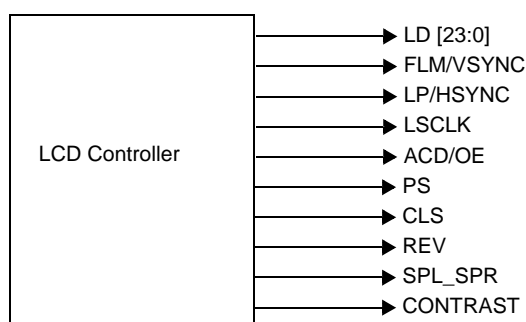 LD [23:0]
FLM/VSYNC
LP/HSYNC
LSCLK
LCD Controller
ACD/OE
PS
CLS
REV
SPL_SPR
CONTRAST